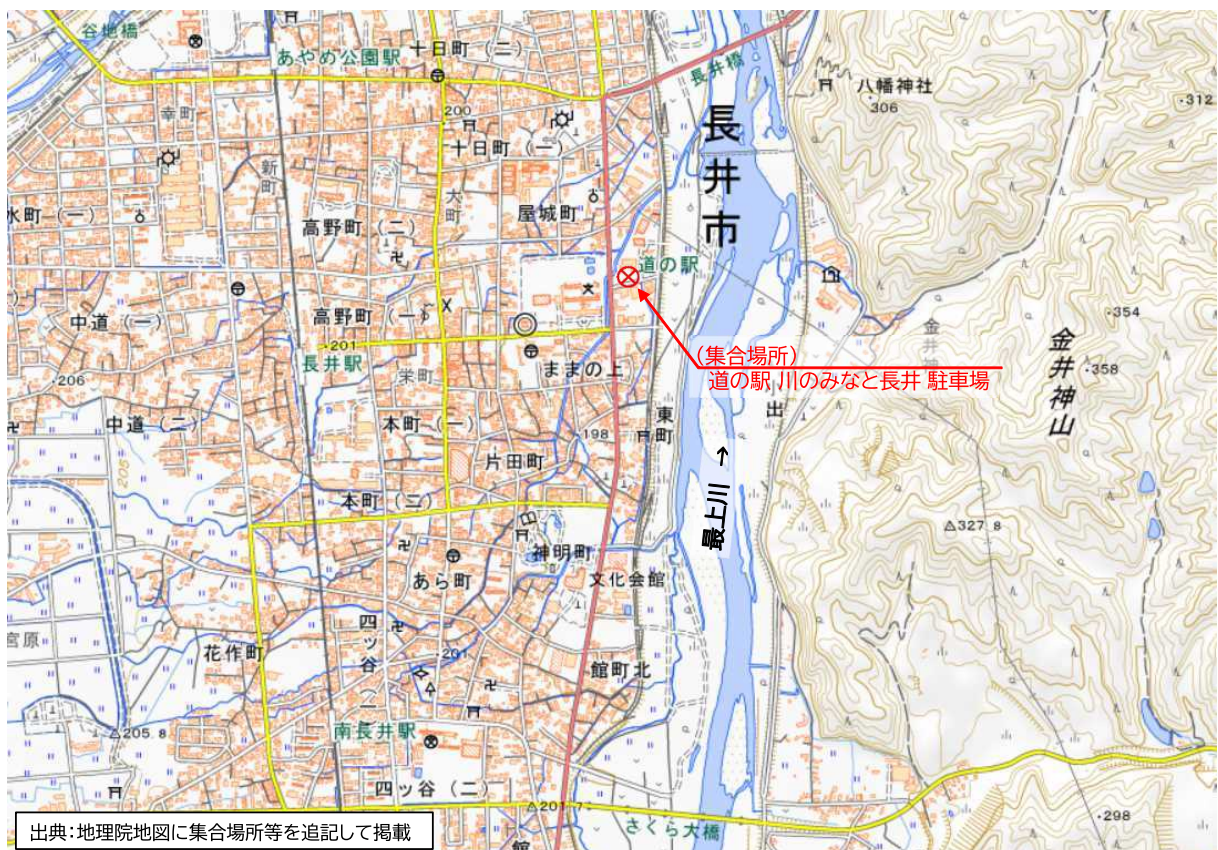 谷地橋
あやめ公園駅
十日町（二）
長井橋
八幡神社
306
312
幸町
200
十日町（一）
長井市
新町
大町
屋城町
水町（一）
高野町（二）
道の駅
中道（一）
高野町（一）
201
長井駅
栄町
ままの上
206
(集合場所)
道の駅 川のみなと長井 駐車場
金井神
354
358
金井神山
中道（二）
205
本町（一）
198
東町
出
片田町
本町（二）
最上川 →
327.8
神明町
あら町
文化会館
宮原
花作町
四ッ谷（一）
201
館町北
205.8
南長井駅
四ッ谷（二）
201.7
さくら大橋
298
館
出典：地理院地図に集合場所等を追記して掲載